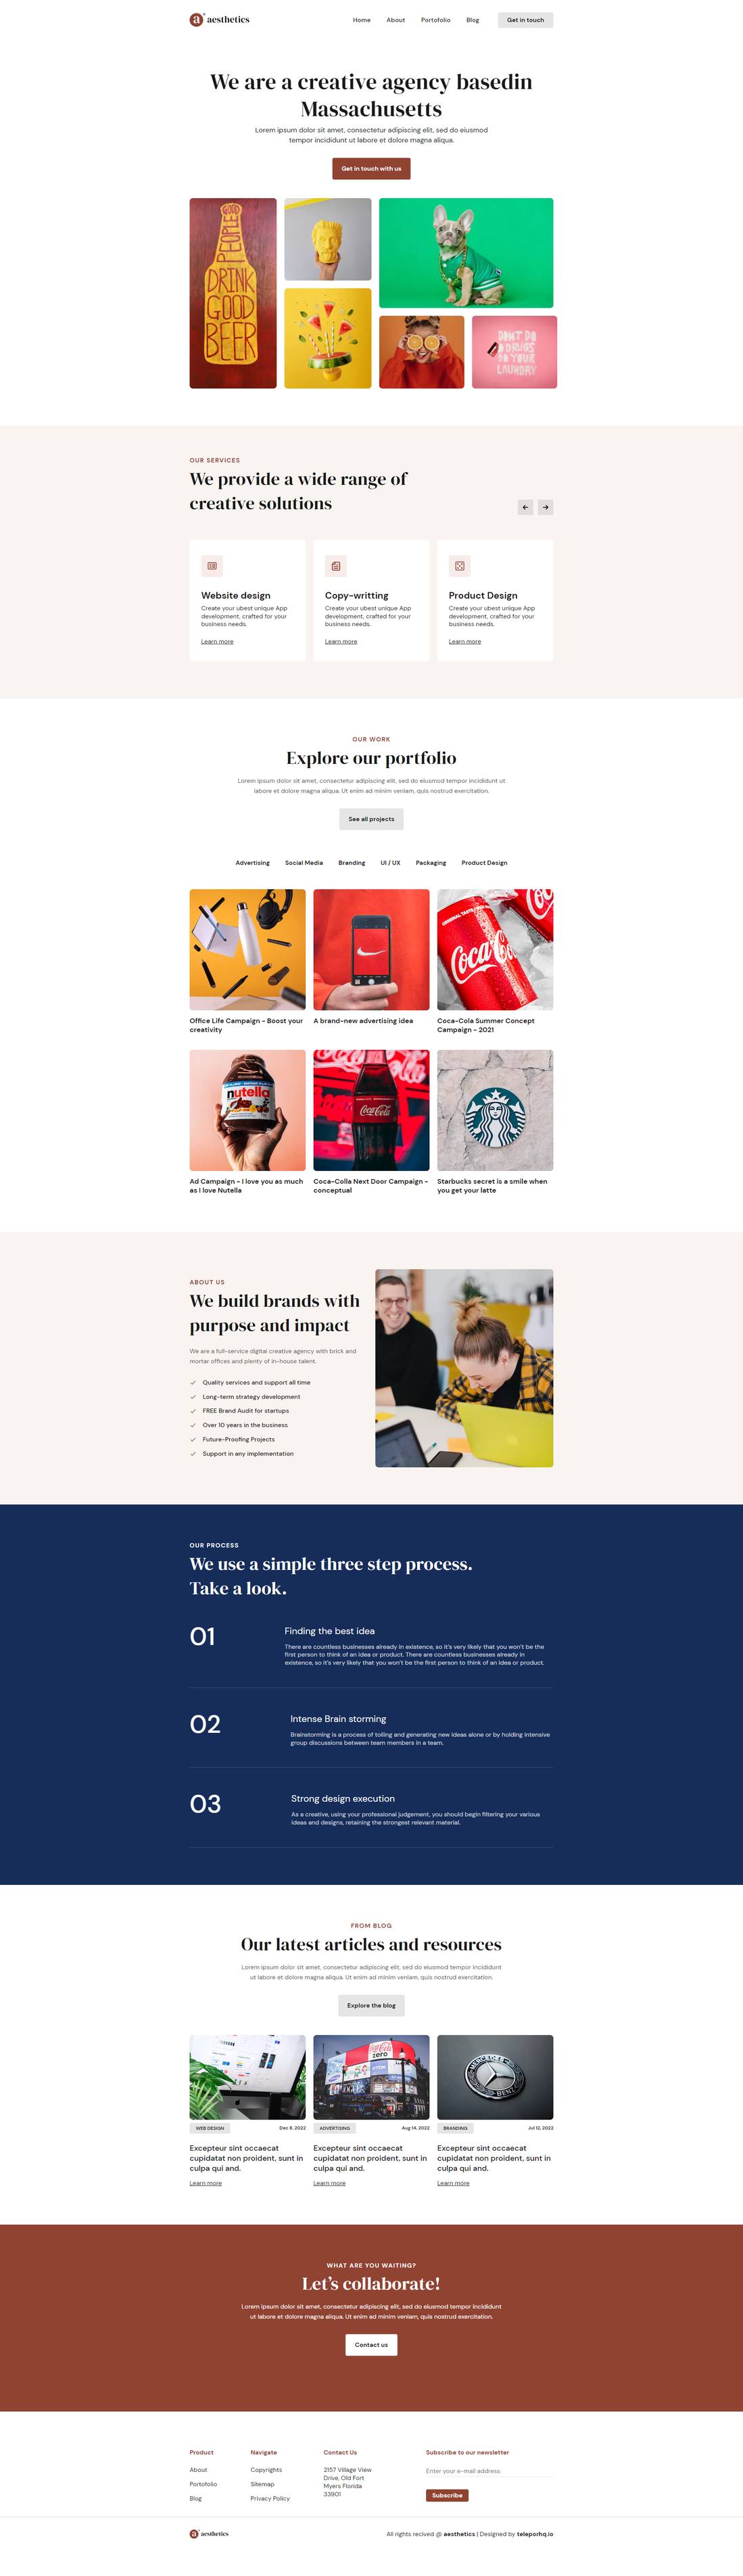 a aesthetics
Home About Portofolio Blog Get in touch
We are a creative agency basedin
Massachusetts
Lorem ipsum dolor sit amet, consectetur adipiscing elit, sed do eiusmod
tempor incididunt ut labore et dolore magna aliqua.
Get in touch with us
GOOD
PEOPLE
DRINK
GOOD
BEER
DON'T DO
DRUGS
DO YOUR
LAUNDRY
OUR SERVICES
We provide a wide range of
creative solutions
Website design
Create your ubest unique App
development, crafted for your
business needs.
Learn more
Copy-writting
Create your ubest unique App
development, crafted for your
business needs.
Learn more
Product Design
Create your ubest unique App
development, crafted for your
business needs.
Learn more
OUR WORK
Explore our portfolio
Lorem ipsum dolor sit amet, consectetur adipiscing elit, sed do eiusmod tempor incididunt ut
labore et dolore magna aliqua. Ut enim ad minim veniam, quis nostrud exercitation.
See all projects
Advertising Social Media Branding UI / UX Packaging Product Design
ORIGINAL TASTE
Coca-Cola
Office Life Campaign - Boost your
creativity
A brand-new advertising idea
Coca-Cola Summer Concept
Campaign - 2021
nutella
Coca-Cola
Ad Campaign - I love you as much
as I love Nutella
Coca-Colla Next Door Campaign -
conceptual
Starbucks secret is a smile when
you get your latte
ABOUT US
We build brands with
purpose and impact
We are a full-service digital creative agency with brick and
mortar offices and plenty of in-house talent.
Quality services and support all time
Long-term strategy development
FREE Brand Audit for startups
Over 10 years in the business
Future-Proofing Projects
Support in any implementation
OUR PROCESS
We use a simple three step process.
Take a look.
01
Finding the best idea
There are countless businesses already in existence, so it's very likely that you won't be the
first person to think of an idea or product. There are countless businesses already in
existence, so it's very likely that you won't be the first person to think of an idea or product.
02
Intense Brain storming
Brainstorming is a process of toiling and generating new ideas alone or by holding intensive
group discussions between team members in a team.
03
Strong design execution
As a creative, using your professional judgement, you should begin filtering your various
ideas and designs, retaining the strongest relevant material.
FROM BLOG
Our latest articles and resources
Lorem ipsum dolor sit amet, consectetur adipiscing elit, sed do eiusmod tempor incididunt
ut labore et dolore magna aliqua. Ut enim ad minim veniam, quis nostrud exercitation.
Explore the blog
Coca-Cola
zero
MERCEDES
BENZ
WEB DESIGN Dec 8, 2022
Excepteur sint occaecat
cupidatat non proident, sunt in
culpa qui and.
Learn more
ADVERTISING Aug 14, 2022
Excepteur sint occaecat
cupidatat non proident, sunt in
culpa qui and.
Learn more
BRANDING Jul 12, 2022
Excepteur sint occaecat
cupidatat non proident, sunt in
culpa qui and.
Learn more
WHAT ARE YOU WAITING?
Let's collaborate!
Lorem ipsum dolor sit amet, consectetur adipiscing elit, sed do eiusmod tempor incididunt
ut labore et dolore magna aliqua. Ut enim ad minim veniam, quis nostrud exercitation.
Contact us
Product
About
Portofolio
Blog
Navigate
Copyrights
Sitemap
Privacy Policy
Contact Us
2157 Village View
Drive, Old Fort
Myers Florida
33901
Subscribe to our newsletter
Enter your e-mail address
Subscribe
a aesthetics
All rights recived @ aesthetics | Designed by teleporhq.io